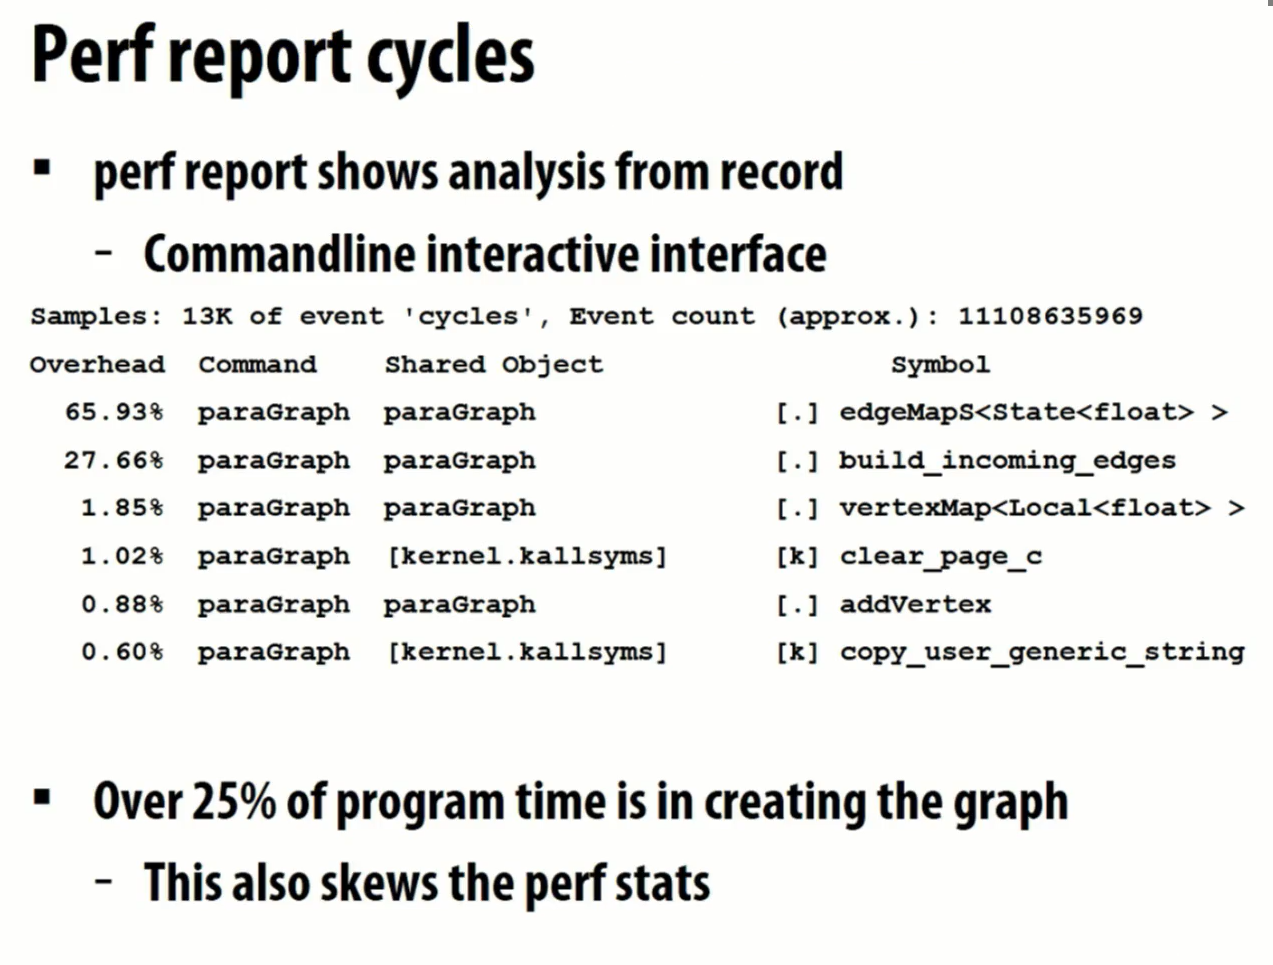 Perf report cycles
▪ perf report shows analysis from record
– Commandline interactive interface
Samples: 13K of event 'cycles', Event count (approx.): 11108635969
Overhead Command Shared Object Symbol
65.93% paraGraph paraGraph [.] edgeMapS<State<float> >
27.66% paraGraph paraGraph [.] build_incoming_edges
1.85% paraGraph paraGraph [.] vertexMap<Local<float> >
1.02% paraGraph [kernel.kallsyms] [k] clear_page_c
0.88% paraGraph paraGraph [.] addVertex
0.60% paraGraph [kernel.kallsyms] [k] copy_user_generic_string
▪ Over 25% of program time is in creating the graph
– This also skews the perf stats